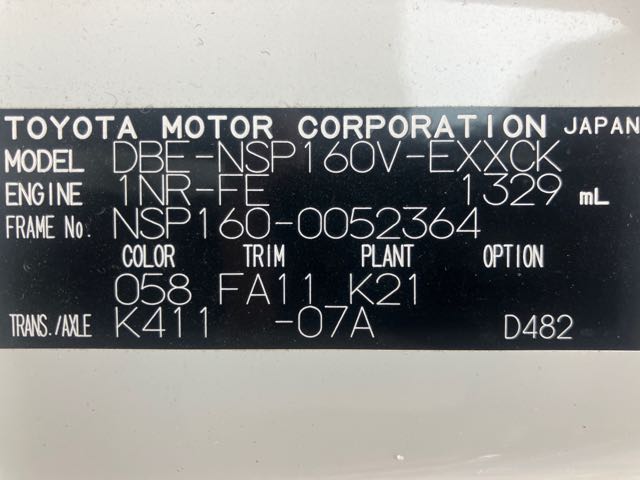 TOYOTA MOTOR CORPORATION JAPAN
MODEL DBE-NSP160V-EXXCK
ENGINE 1NR-FE 1329 mL
FRAME No. NSP160-0052364
COLOR TRIM PLANT OPTION
058 FA11 K21
TRANS./AXLE K411 -07A D482